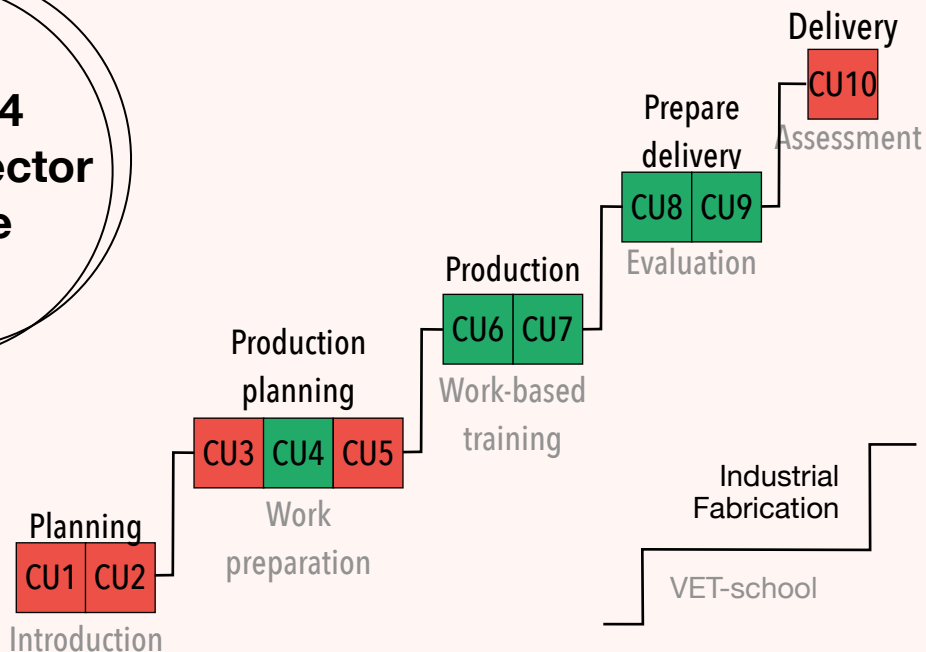 4
ector
e
Delivery
CU10
Assessment
Prepare
delivery
CU8 CU9
Evaluation
Production
CU6 CU7
Work-based
training
Production
planning
CU3 CU4 CU5
Work
preparation
Planning
CU1 CU2
Introduction
Industrial
Fabrication
VET-school